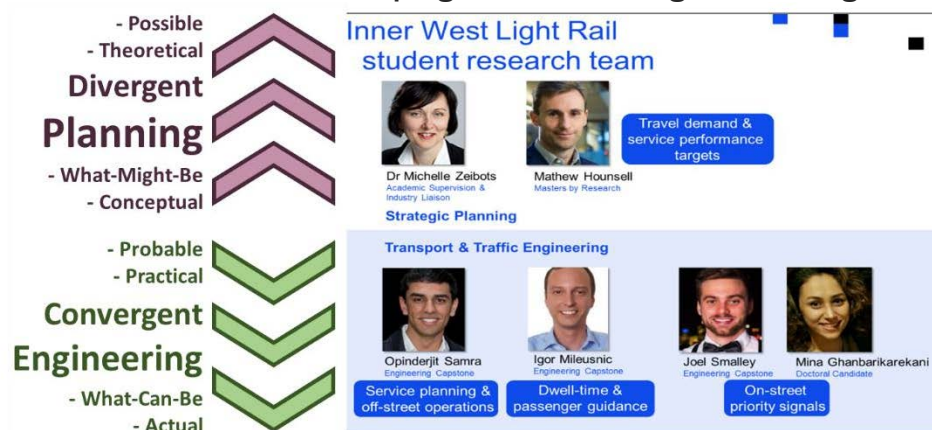 - Possible
- Theoretical
Divergent
Planning
- What-Might-Be
- Conceptual
- Probable
- Practical
Convergent
Engineering
- What-Can-Be
- Actual
Inner West Light Rail
student research team
Dr Michelle Zeibots
Academic Supervision &
Industry Liaison
Mathew Hounsell
Masters by Research
Travel demand &
service performance
targets
Strategic Planning
Transport & Traffic Engineering
Opinderjit Samra
Engineering Capstone
Igor Mileusnic
Engineering Capstone
Joel Smalley
Engineering Capstone
Mina Ghanbarikarekani
Doctoral Candidate
Service planning &
off-street operations
Dwell-time &
passenger guidance
On-street
priority signals